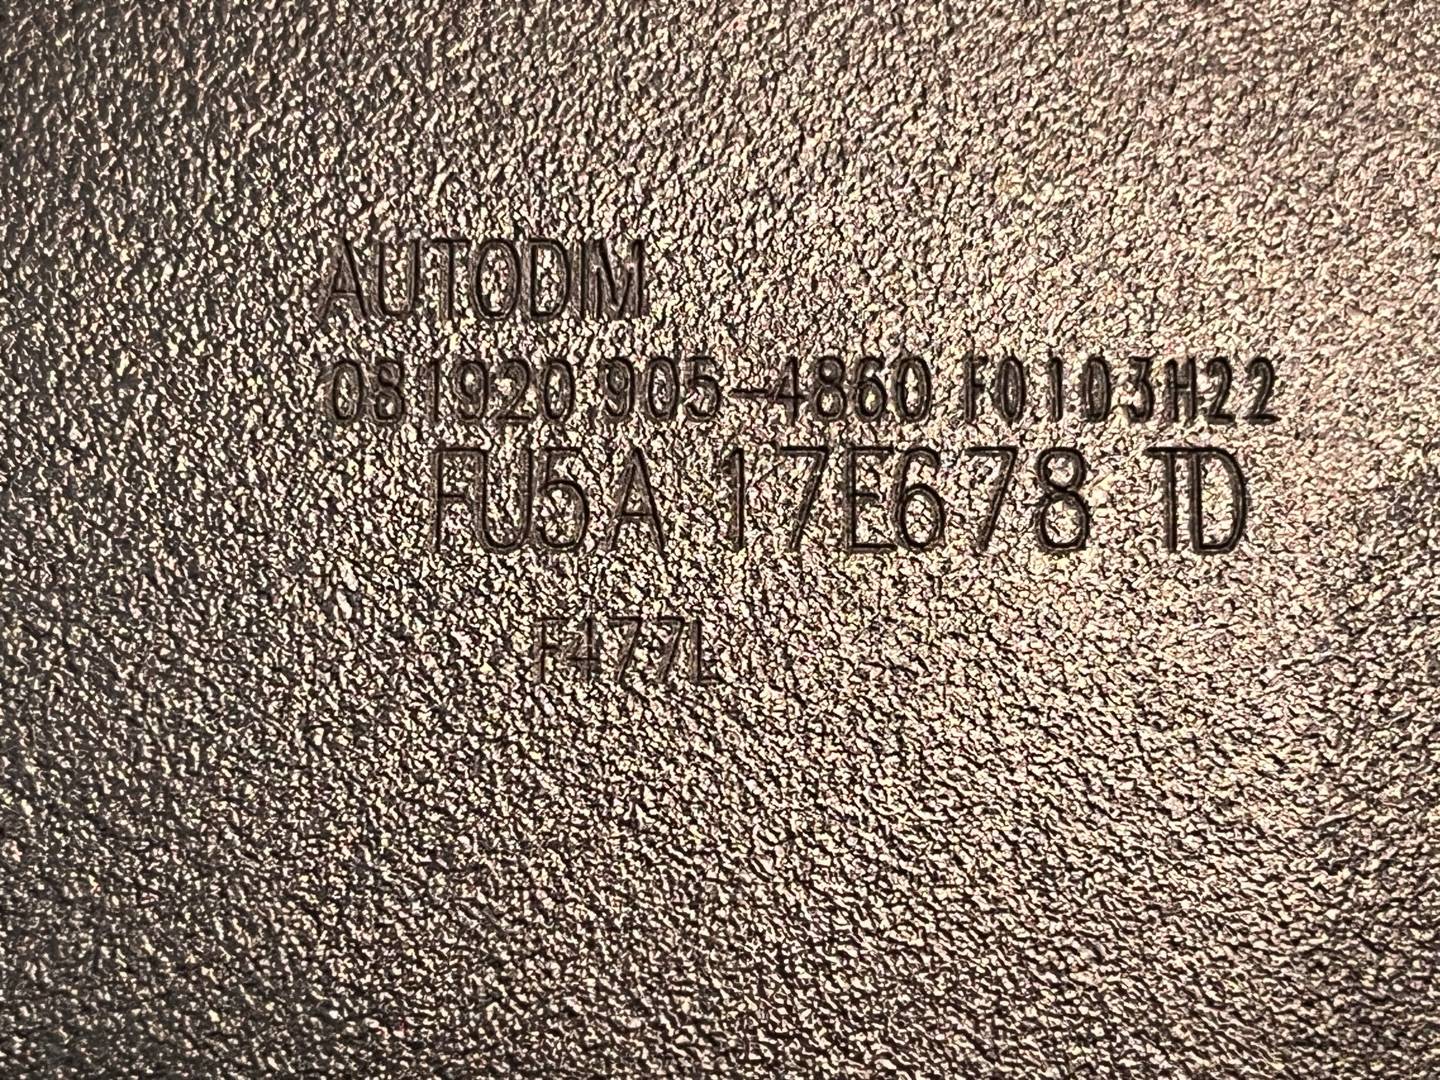 AUTODIM
081920 905-4860 F0103H22
FU5A 17E678 TD
F477L